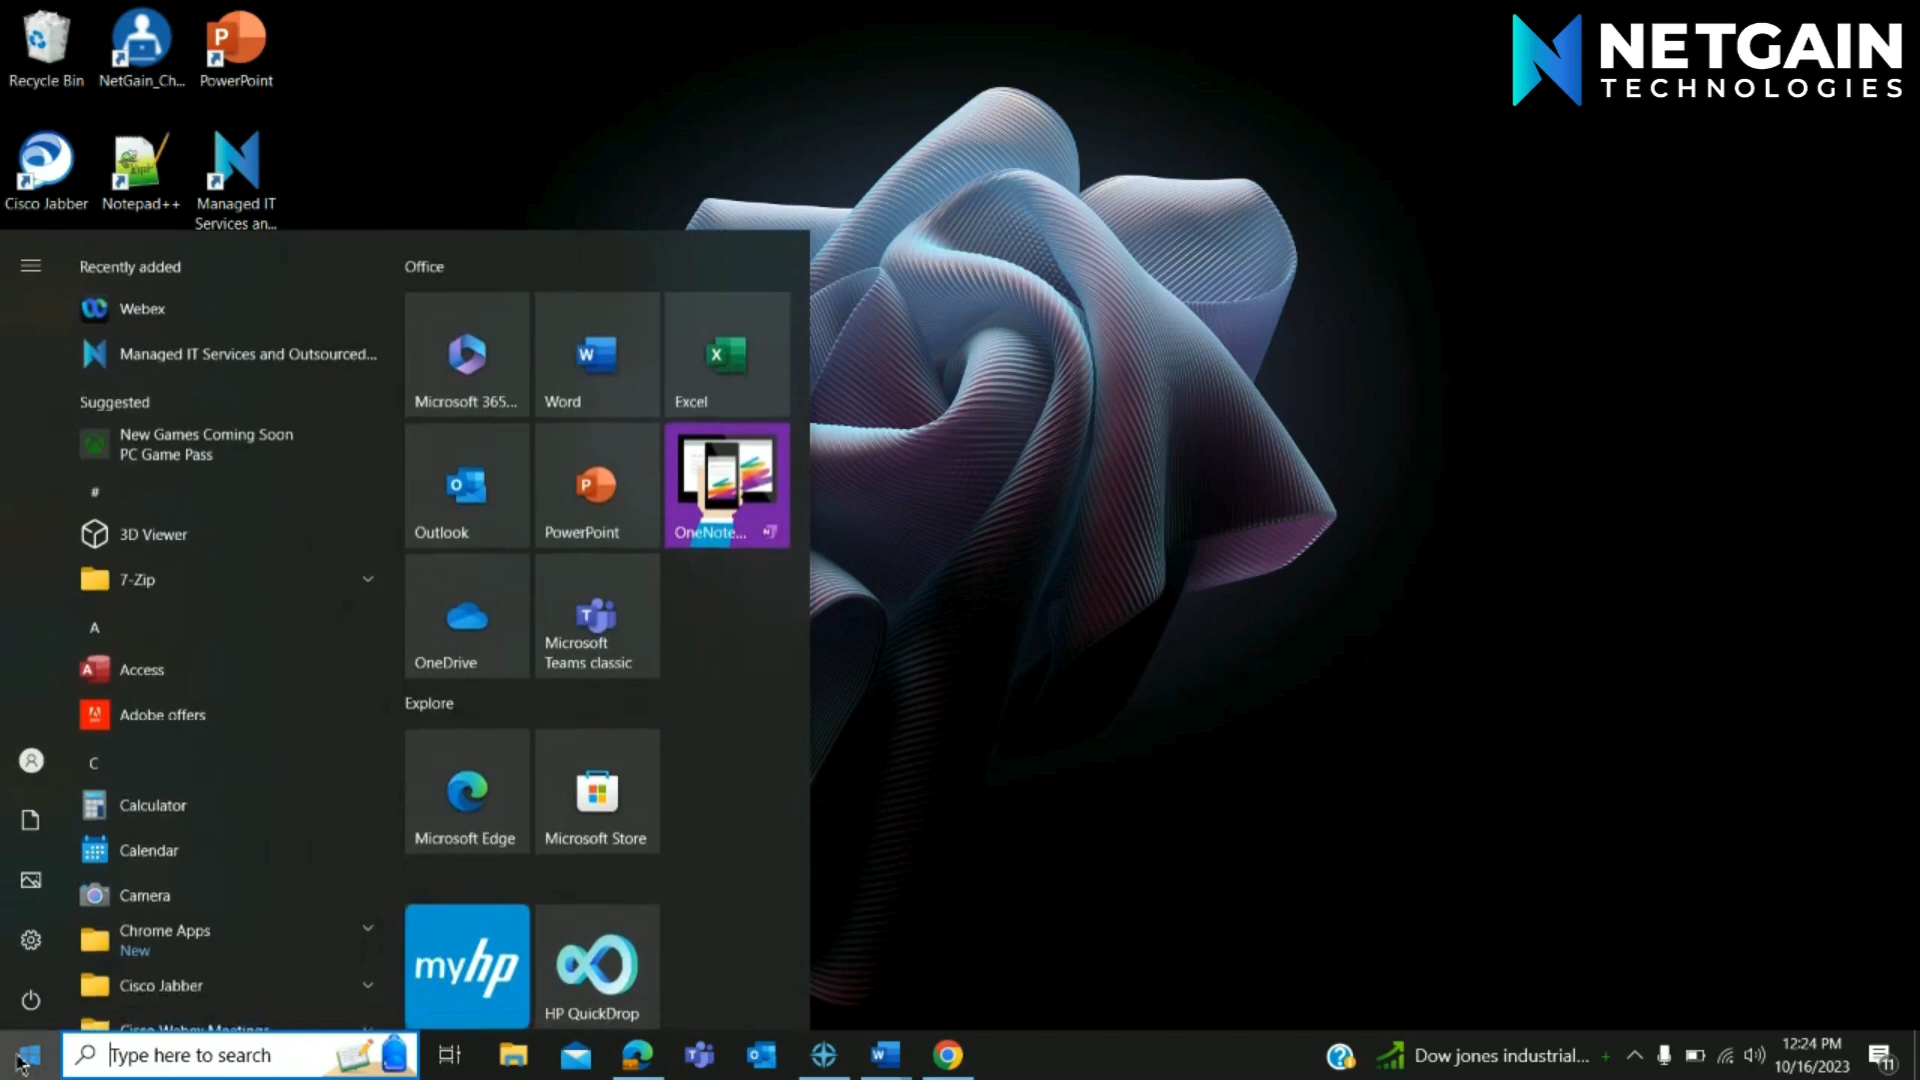 Recycle Bin
NetGain_Ch...
PowerPoint
NETGAIN
TECHNOLOGIES
Cisco Jabber
Notepad++
Managed IT
Services an...
Recently added
Webex
Managed IT Services and Outsourced...
Suggested
New Games Coming Soon
PC Game Pass
#
3D Viewer
7-Zip
A
Access
Adobe offers
C
Calculator
Calendar
Camera
Chrome Apps
New
Cisco Jabber
Cisco Webex Meetings
Office
Microsoft 365...
Word
Excel
Outlook
PowerPoint
OneNote...
OneDrive
Microsoft
Teams classic
Explore
Microsoft Edge
Microsoft Store
myhp
HP QuickDrop
Type here to search
Dow jones industrial...
12:24 PM
10/16/2023
11